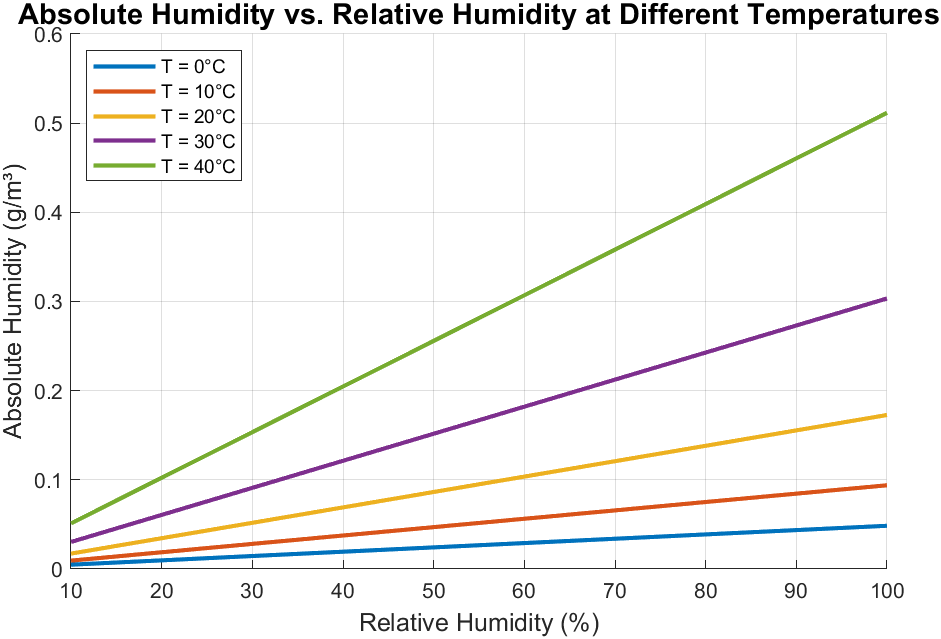 Absolute Humidity vs. Relative Humidity at Different Temperatures
0.6
0.5
0.4
0.3
0.2
0.1
0
Absolute Humidity (g/m³)
T = 0°C
T = 10°C
T = 20°C
T = 30°C
T = 40°C
10 20 30 40 50 60 70 80 90 100
Relative Humidity (%)